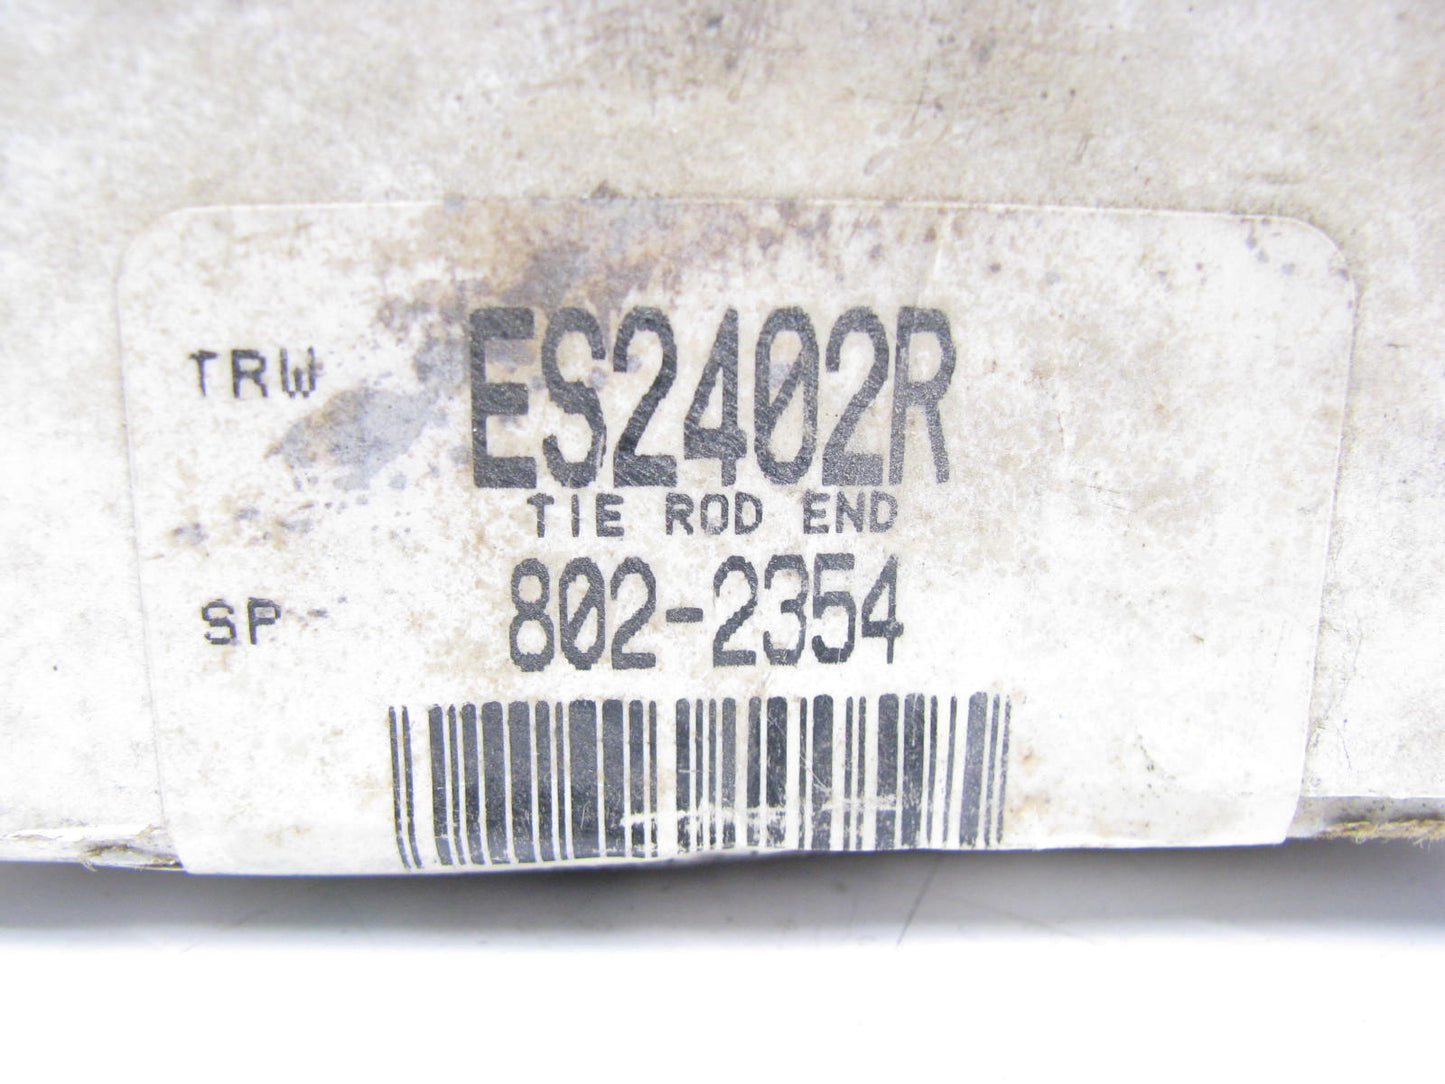 TRW ES2402R
TIE ROD END
SP 802-2354